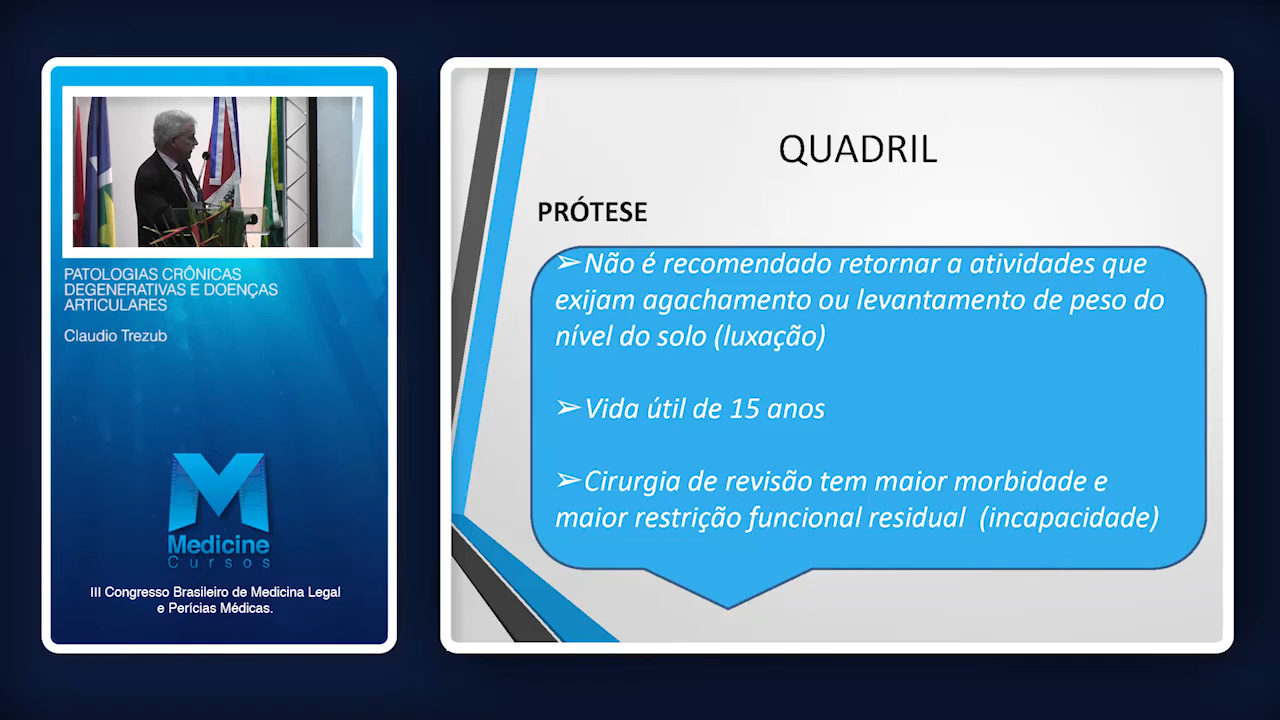 PATOLOGIAS CRÔNICAS
DEGENERATIVAS E DOENÇAS
ARTICULARES
Claudio Trezub
Medicine
Cursos
III Congresso Brasileiro de Medicina Legal
e Perícias Médicas.
QUADRIL
PRÓTESE
➢Não é recomendado retornar a atividades que
exijam agachamento ou levantamento de peso do
nível do solo (luxação)
➢Vida útil de 15 anos
➢Cirurgia de revisão tem maior morbidade e
maior restrição funcional residual (incapacidade)